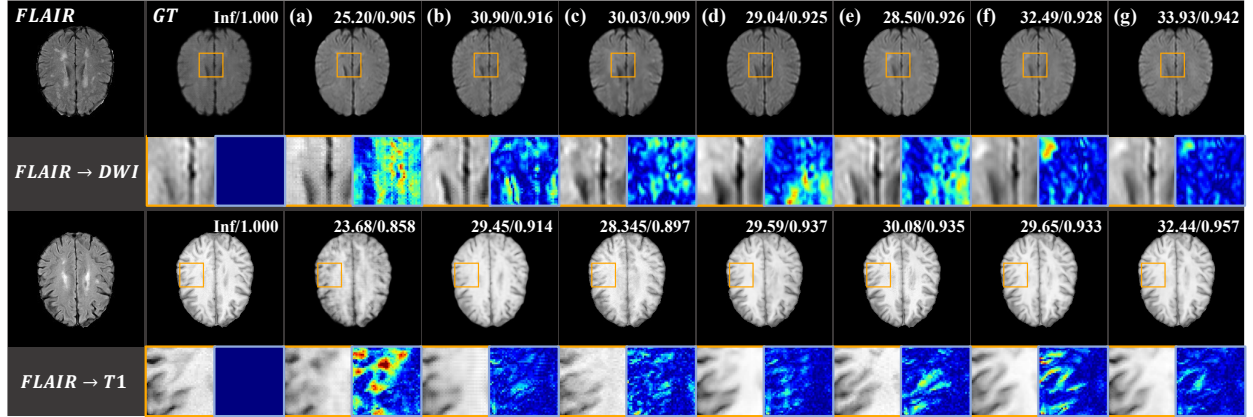 FLAIR GT Inf/1.000 (a) 25.20/0.905 (b) 30.90/0.916 (c) 30.03/0.909 (d) 29.04/0.925 (e) 28.50/0.926 (f) 32.49/0.928 (g) 33.93/0.942
FLAIR → DWI
Inf/1.000 23.68/0.858 29.45/0.914 28.345/0.897 29.59/0.937 30.08/0.935 29.65/0.933 32.44/0.957
FLAIR → T1